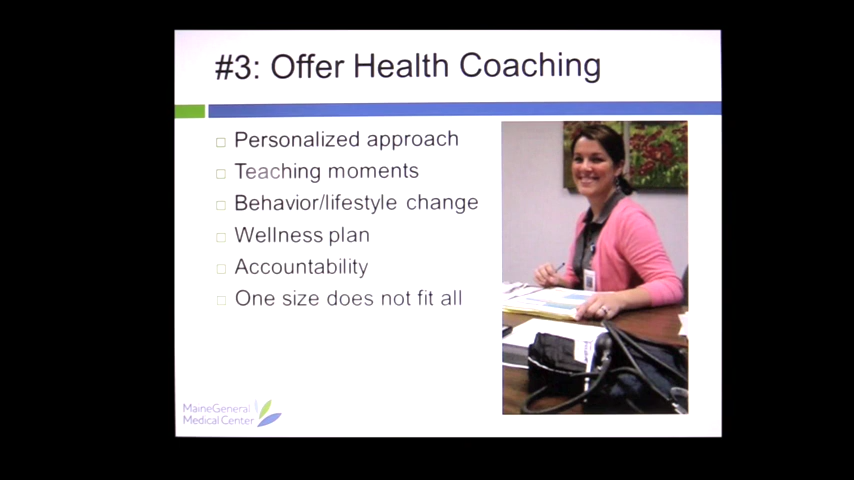 #3: Offer Health Coaching
Personalized approach
Teaching moments
Behavior/lifestyle change
Wellness plan
Accountability
One size does not fit all
MaineGeneral
Medical Center